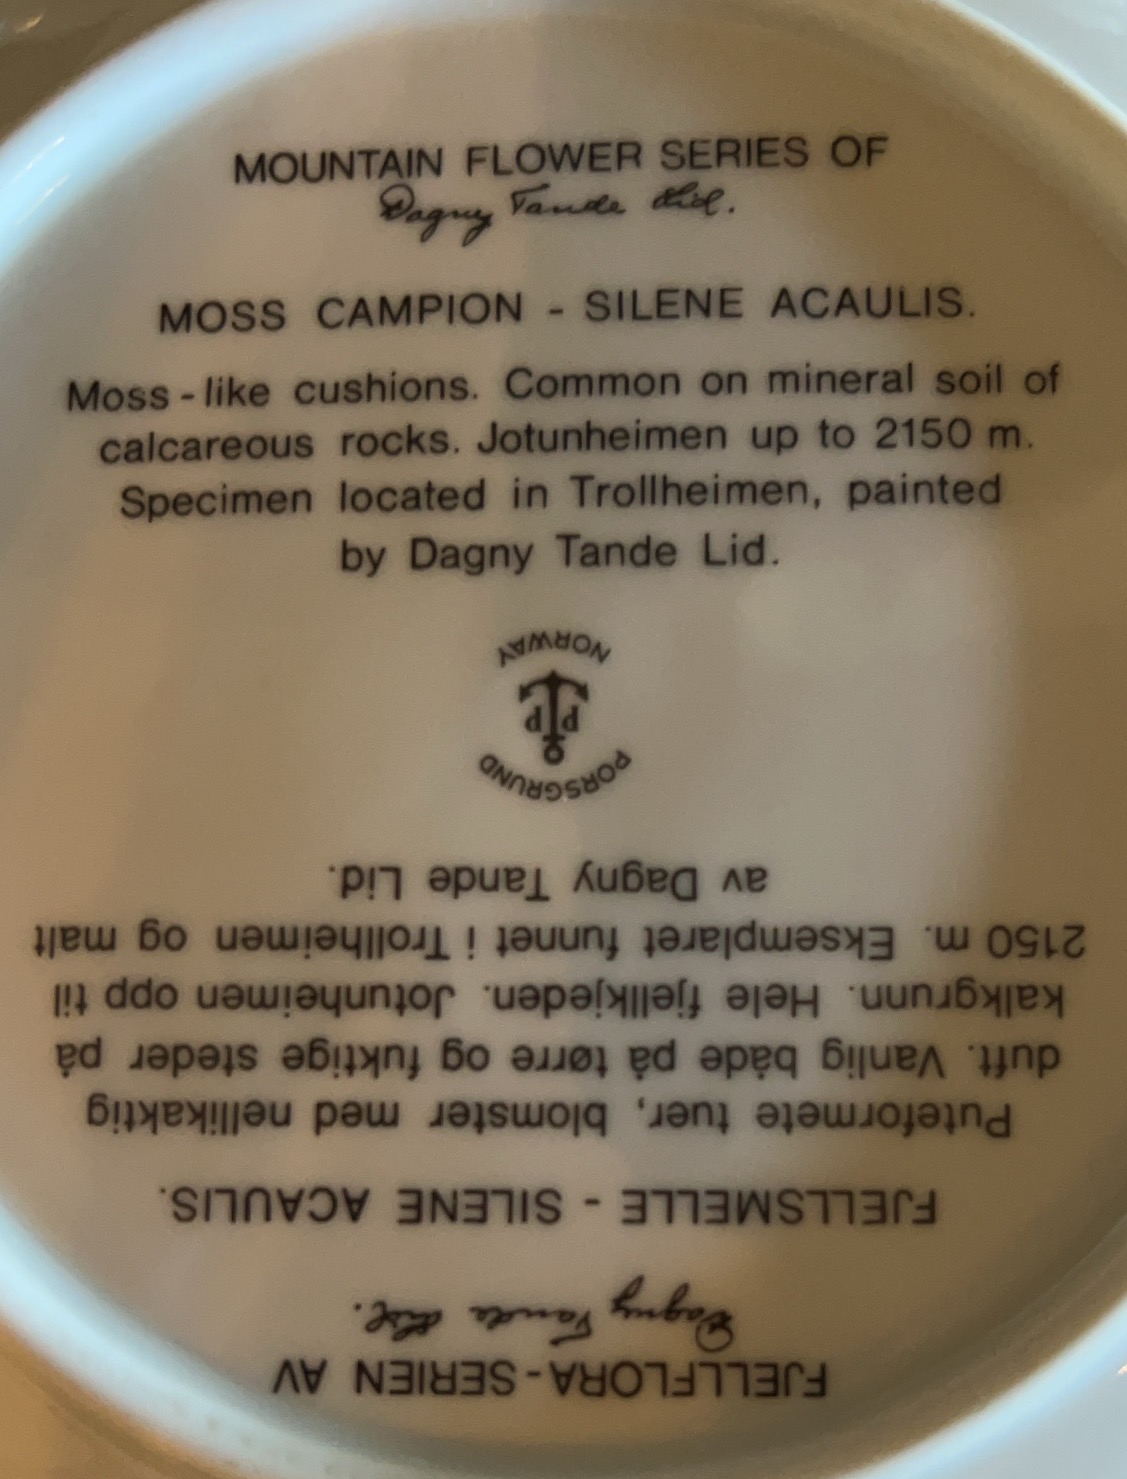 MOUNTAIN FLOWER SERIES OF
Dagny Tande Lid.
MOSS CAMPION - SILENE ACAULIS.
Moss-like cushions. Common on mineral soil of
calcareous rocks. Jotunheimen up to 2150 m.
Specimen located in Trollheimen, painted
by Dagny Tande Lid.
PORSGRUND
PP
NORWAY
FJELLFLORA-SERIEN AV
Dagny Tande Lid.
FJELLSMELLE - SILENE ACAULIS.
Puteformete tuer, blomster med nellikaktig
duft. Vanlig både på tørre og fuktige steder på
kalkgrunn. Hele fjellkjeden. Jotunheimen opp til
2150 m. Eksemplaret funnet i Trollheimen og malt
av Dagny Tande Lid.